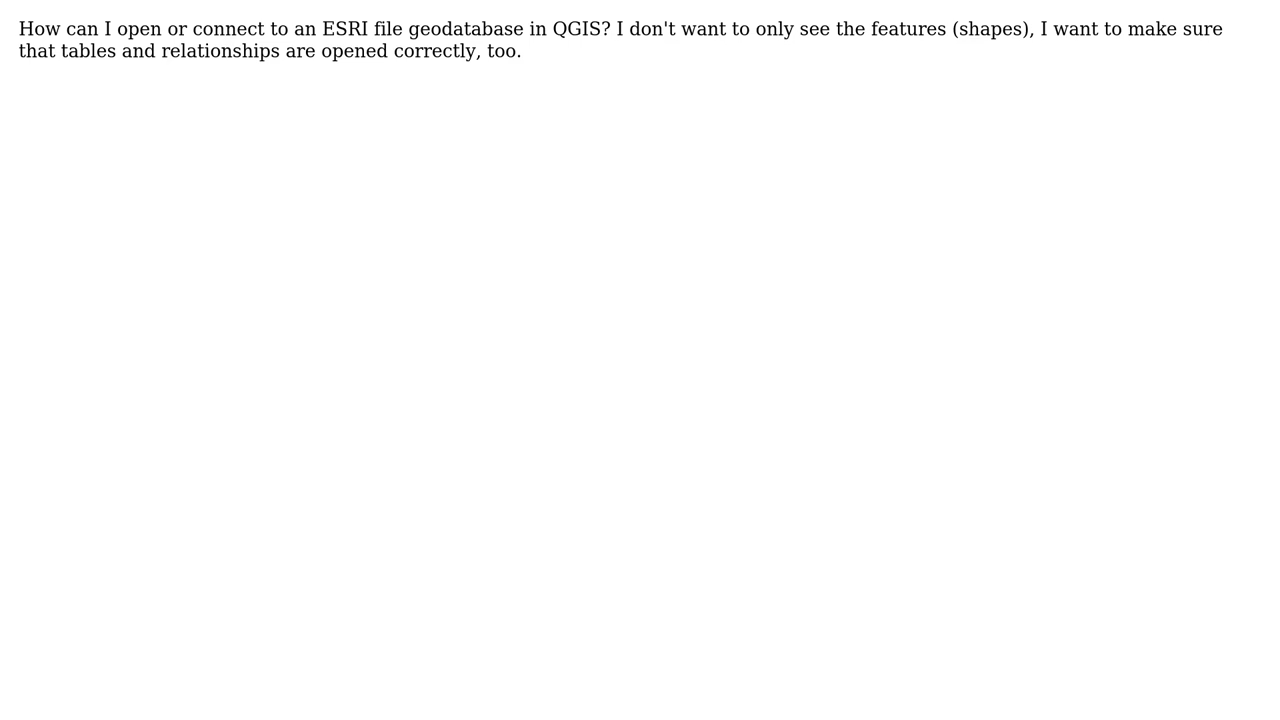 How can I open or connect to an ESRI file geodatabase in QGIS? I don't want to only see the features (shapes), I want to make sure
that tables and relationships are opened correctly, too.